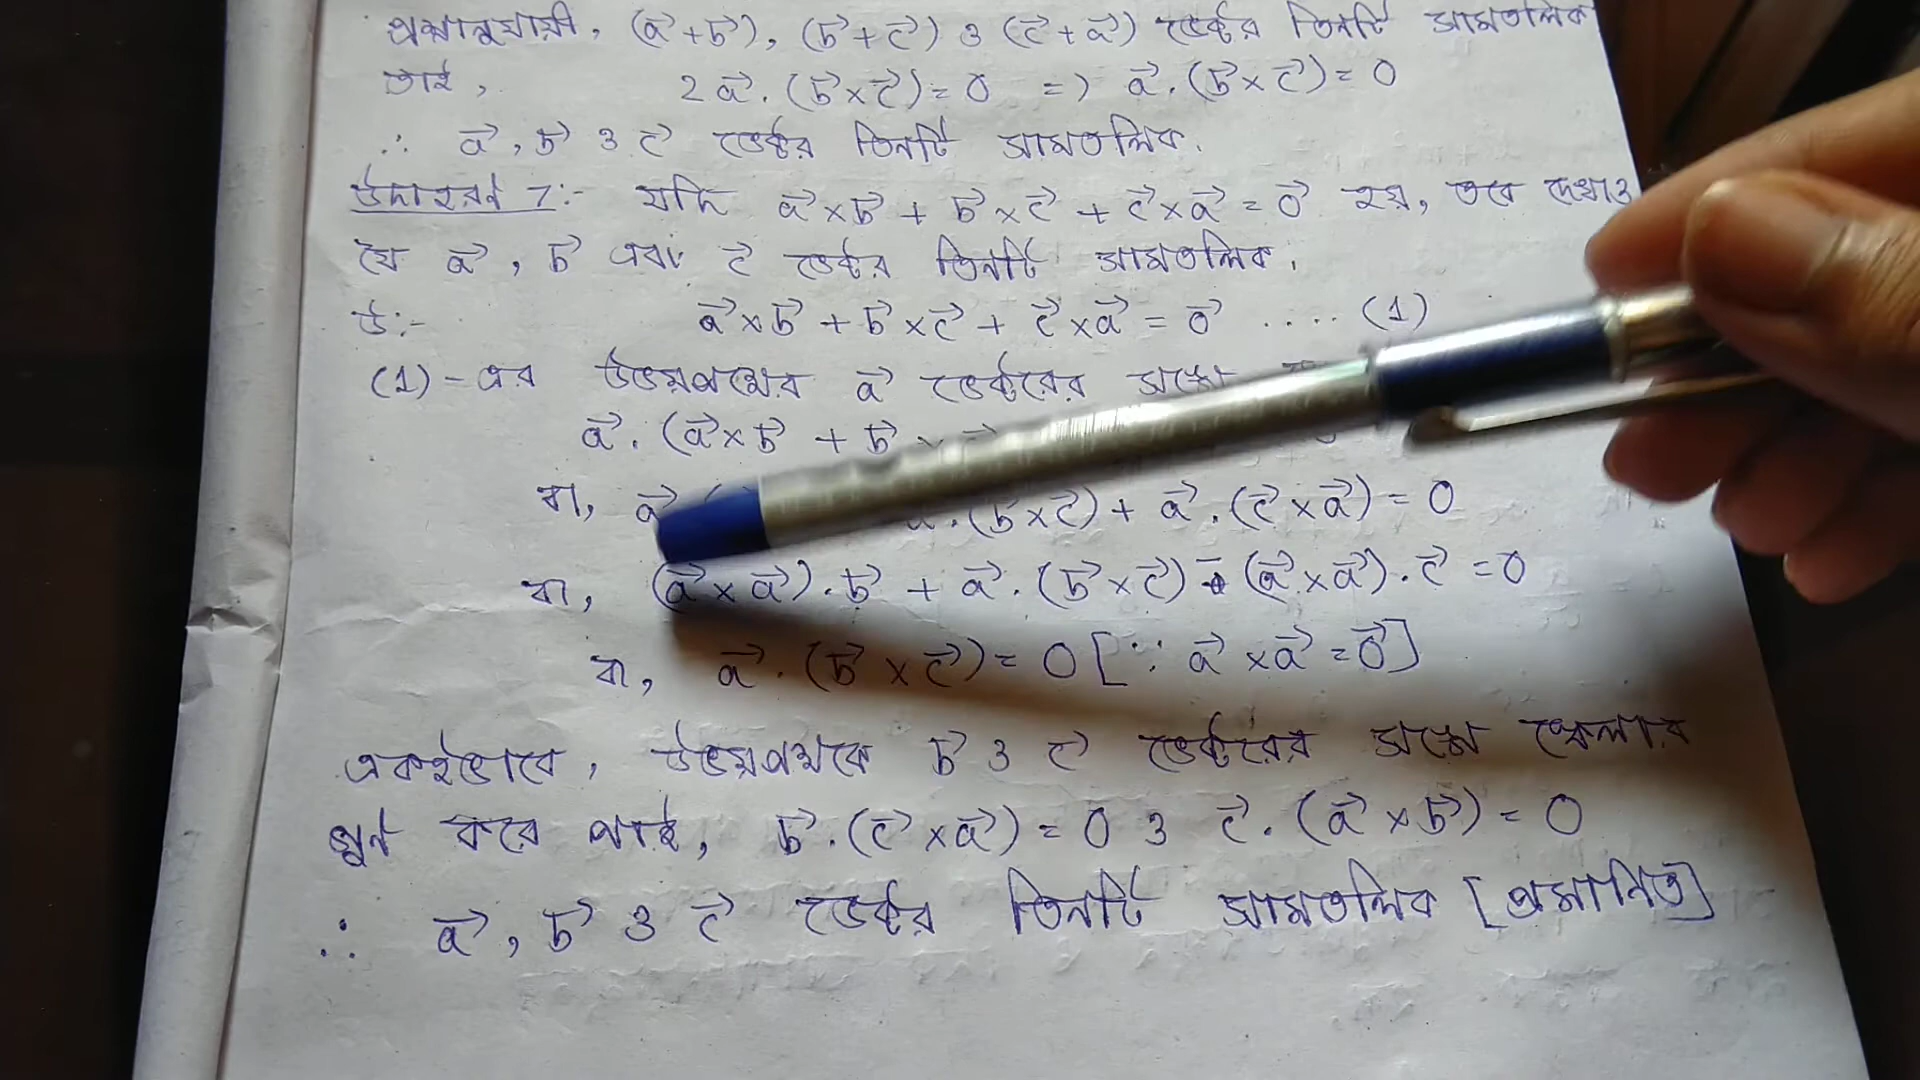 প্রশ্নানুযায়ী, (a⃗+b⃗), (b⃗+c⃗) ও (c⃗+a⃗) ভেক্টর তিনটি সামতলিক
তাই, 2a⃗.(b⃗×c⃗)=0 => a⃗.(b⃗×c⃗)=0
∴ a⃗, b⃗ ও c⃗ ভেক্টর তিনটি সামতলিক.
উদাহরণ 7:- যদি a⃗×b⃗ + b⃗×c⃗ + c⃗×a⃗ = 0⃗ হয়, তবে দেখাও
যে a⃗, b⃗ এবং c⃗ ভেক্টর তিনটি সামতলিক.
উ:- a⃗×b⃗ + b⃗×c⃗ + c⃗×a⃗ = 0⃗ .... (1)
(1)-এর উভয়পক্ষের a⃗ ভেক্টরের সঙ্গে
a⃗.(a⃗×b⃗ + b⃗
বা, a⃗ .(b⃗×c⃗) + a⃗.(c⃗×a⃗) = 0
বা, (a⃗×a⃗).b⃗ + a⃗.(b⃗×c⃗) - (a⃗×a⃗).c⃗ = 0
বা, a⃗.(b⃗×c⃗) = 0 [∵ a⃗×a⃗=0⃗]
একইভাবে, উভয়পক্ষকে b⃗ ও c⃗ ভেক্টরের সঙ্গে স্কেলার
গুণ করে পাই, b⃗.(c⃗×a⃗) = 0 ও c⃗.(a⃗×b⃗) = 0
∴ a⃗, b⃗ ও c⃗ ভেক্টর তিনটি সামতলিক [প্রমাণিত]